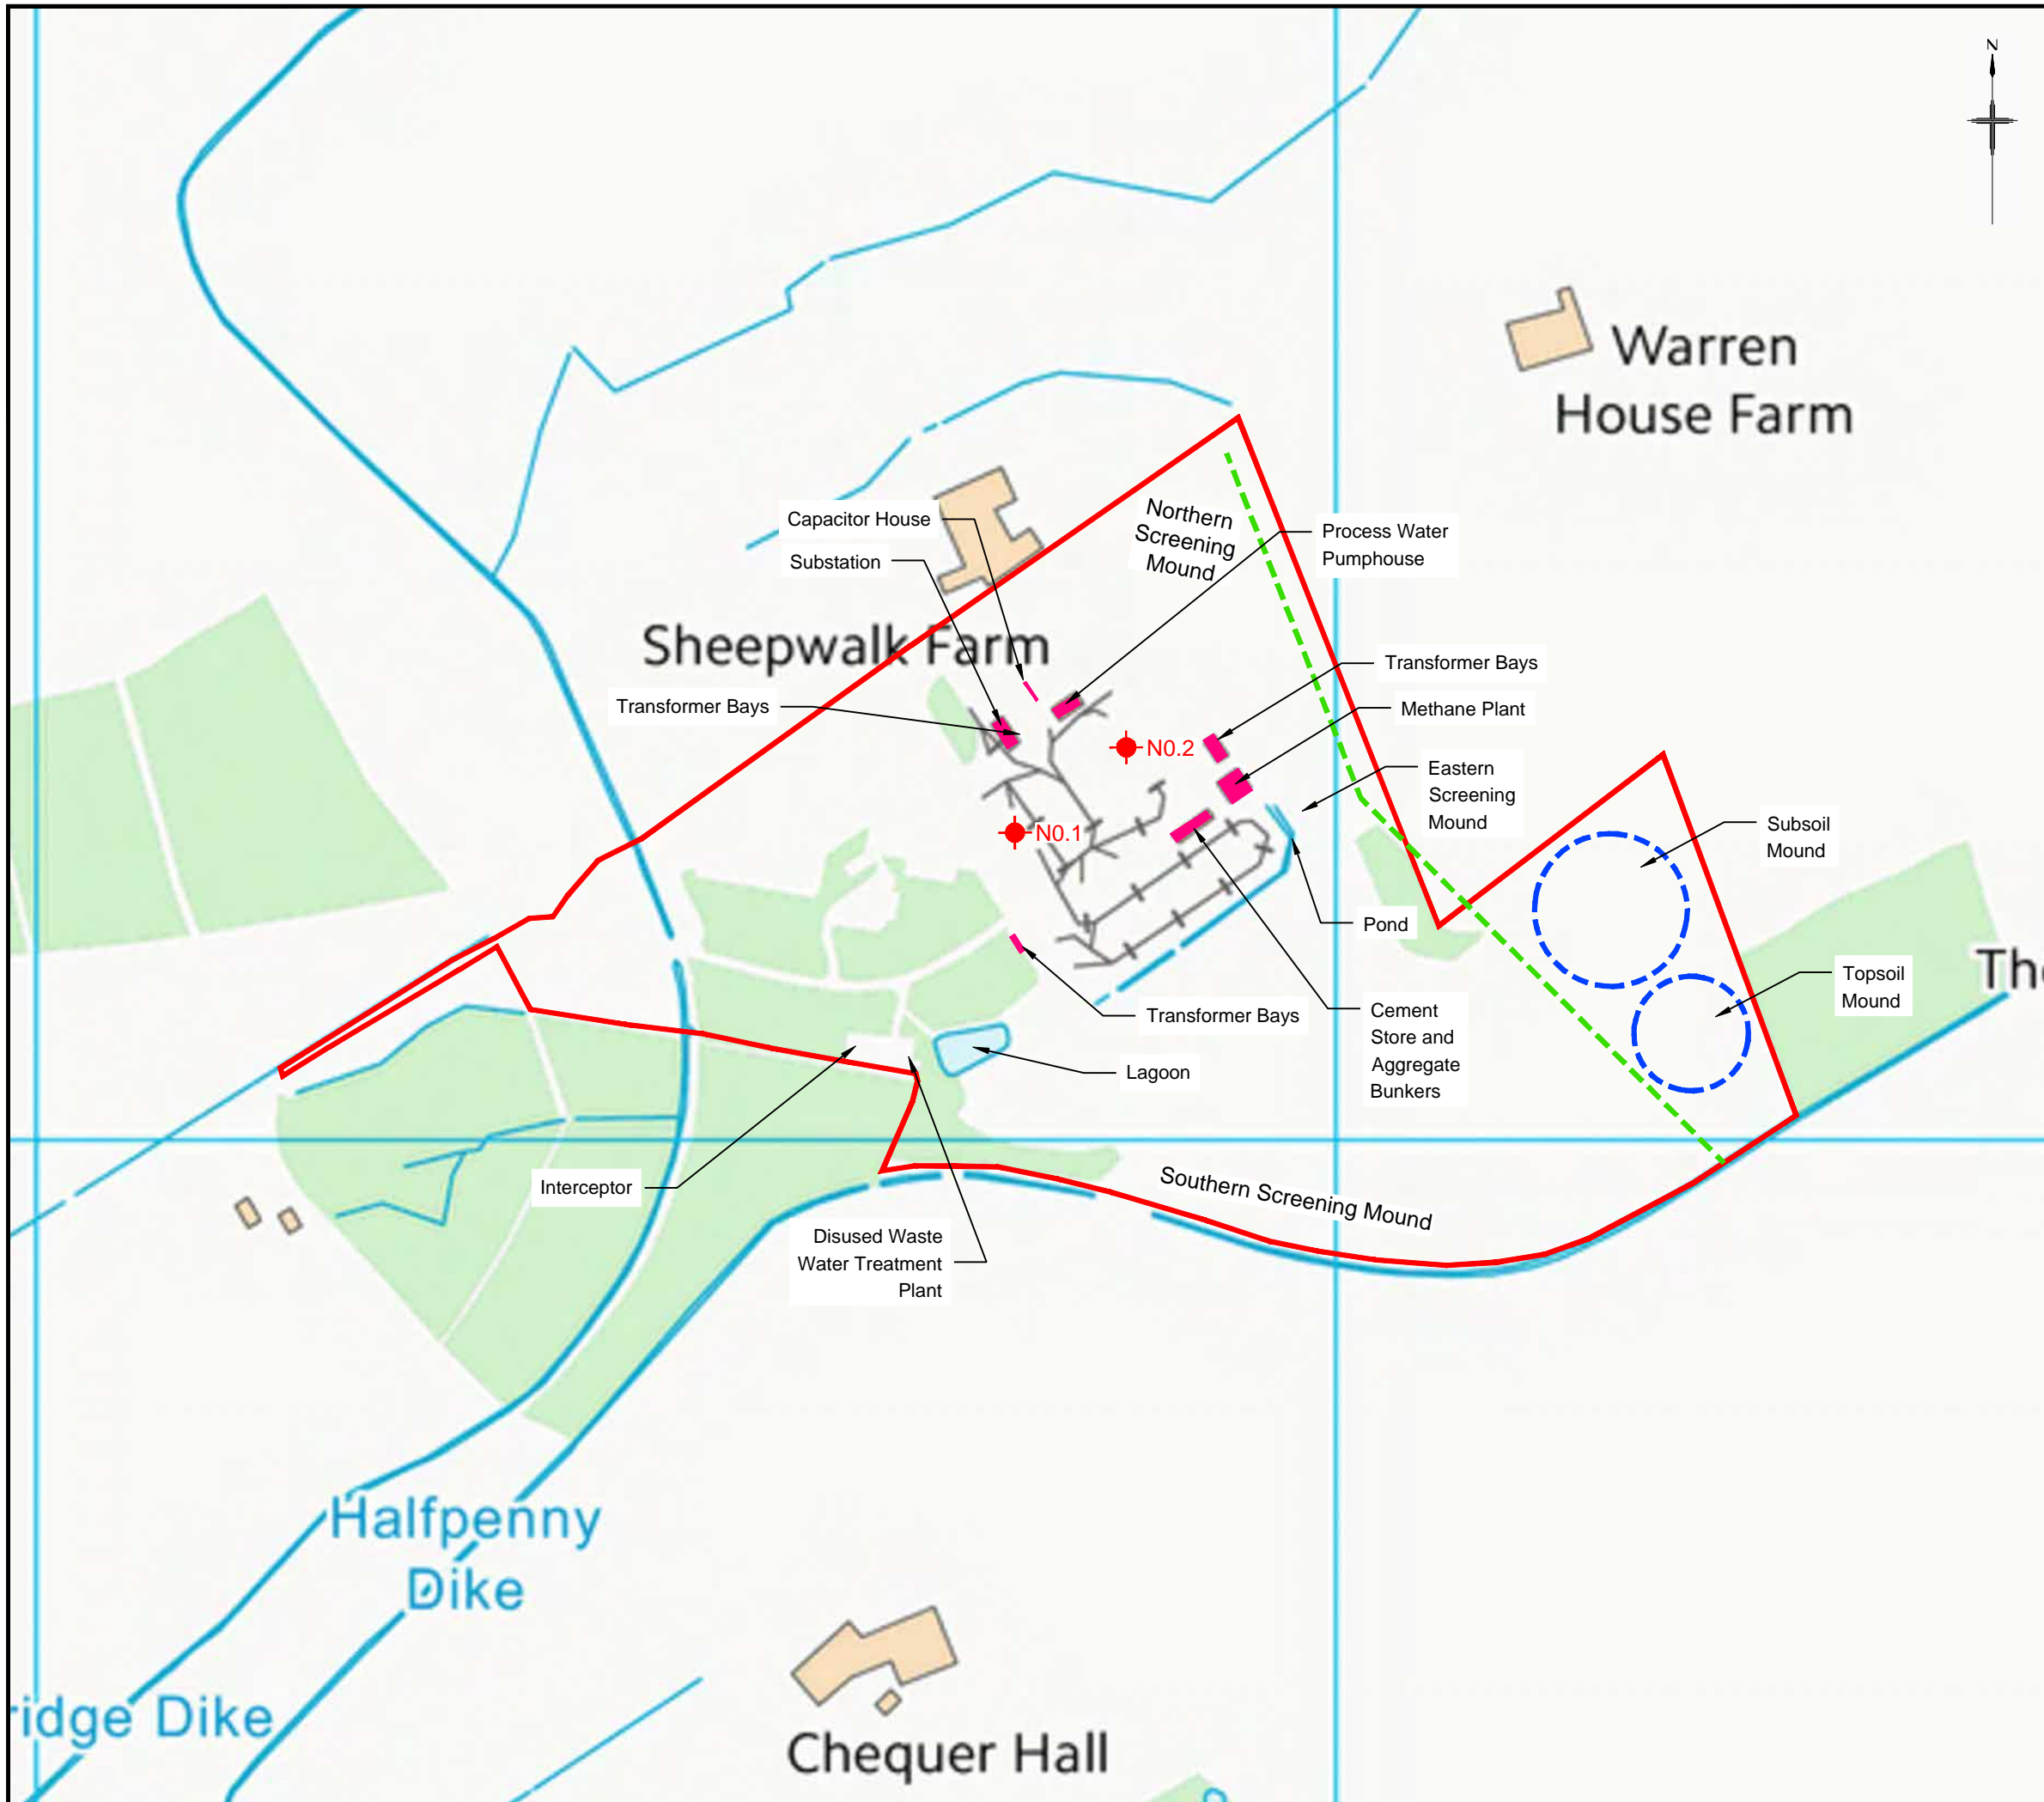 N
Warren
House Farm
Northern
Screening
Mound
Capacitor House
Process Water
Pumphouse
Substation
Sheepwalk Farm
Transformer Bays
Transformer Bays
Methane Plant
N0.2
Eastern
Screening
Mound
N0.1
Subsoil
Mound
Pond
The
Topsoil
Mound
Transformer Bays
Cement
Store and
Aggregate
Bunkers
Lagoon
Interceptor
Southern Screening Mound
Disused Waste
Water Treatment
Plant
Halfpenny
Dike
ridge Dike
Chequer Hall